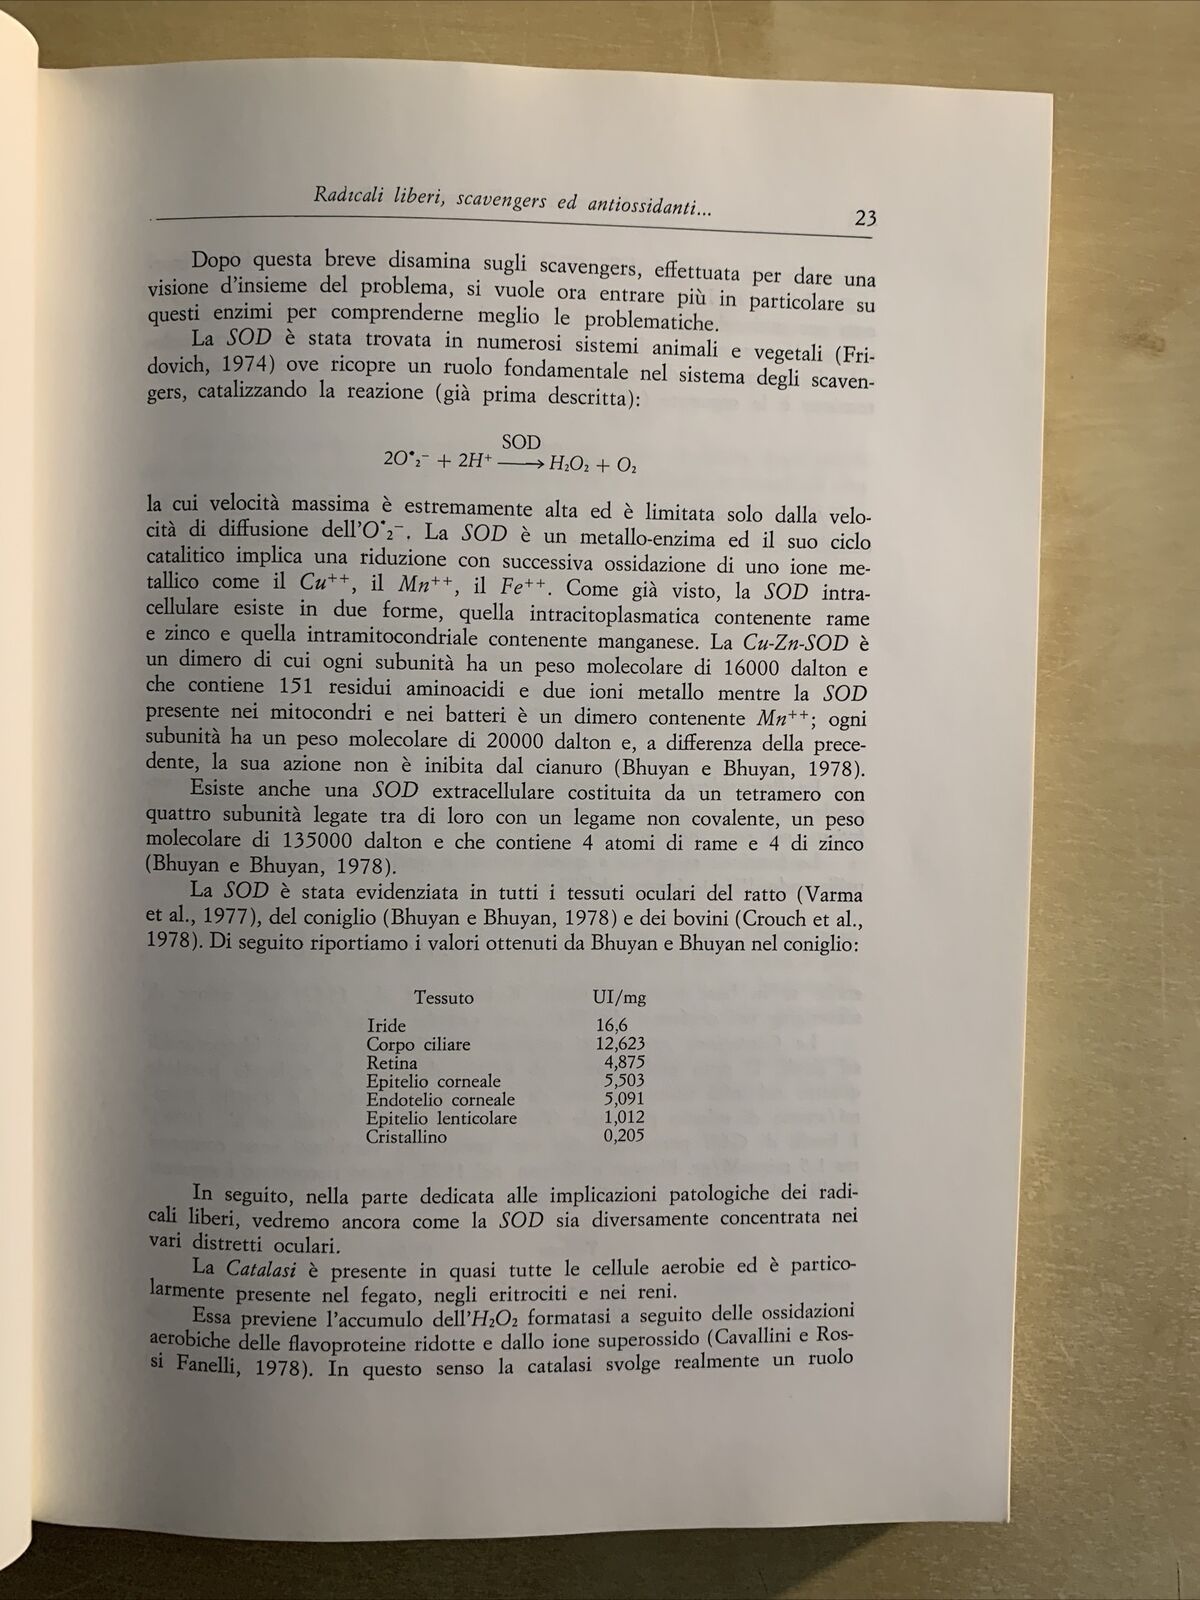 Radicali liberi, scavengers ed antiossidanti... 23
Dopo questa breve disamina sugli scavengers, effettuata per dare una
visione d'insieme del problema, si vuole ora entrare più in particolare su
questi enzimi per comprenderne meglio le problematiche.
La SOD è stata trovata in numerosi sistemi animali e vegetali (Fri-
dovich, 1974) ove ricopre un ruolo fondamentale nel sistema degli scaven-
gers, catalizzando la reazione (già prima descritta):
SOD
2O•₂⁻ + 2H⁺ ⟶ H₂O₂ + O₂
la cui velocità massima è estremamente alta ed è limitata solo dalla velo-
cità di diffusione dell'O•₂⁻. La SOD è un metallo-enzima ed il suo ciclo
catalitico implica una riduzione con successiva ossidazione di uno ione me-
tallico come il Cu⁺⁺, il Mn⁺⁺, il Fe⁺⁺. Come già visto, la SOD intra-
cellulare esiste in due forme, quella intracitoplasmatica contenente rame
e zinco e quella intramitocondriale contenente manganese. La Cu-Zn-SOD è
un dimero di cui ogni subunità ha un peso molecolare di 16000 dalton e
che contiene 151 residui aminoacidi e due ioni metallo mentre la SOD
presente nei mitocondri e nei batteri è un dimero contenente Mn⁺⁺; ogni
subunità ha un peso molecolare di 20000 dalton e, a differenza della prece-
dente, la sua azione non è inibita dal cianuro (Bhuyan e Bhuyan, 1978).
Esiste anche una SOD extracellulare costituita da un tetramero con
quattro subunità legate tra di loro con un legame non covalente, un peso
molecolare di 135000 dalton e che contiene 4 atomi di rame e 4 di zinco
(Bhuyan e Bhuyan, 1978).
La SOD è stata evidenziata in tutti i tessuti oculari del ratto (Varma
et al., 1977), del coniglio (Bhuyan e Bhuyan, 1978) e dei bovini (Crouch et al.,
1978). Di seguito riportiamo i valori ottenuti da Bhuyan e Bhuyan nel coniglio:
Tessuto UI/mg
Iride 16,6
Corpo ciliare 12,623
Retina 4,875
Epitelio corneale 5,503
Endotelio corneale 5,091
Epitelio lenticolare 1,012
Cristallino 0,205
In seguito, nella parte dedicata alle implicazioni patologiche dei radi-
cali liberi, vedremo ancora come la SOD sia diversamente concentrata nei
vari distretti oculari.
La Catalasi è presente in quasi tutte le cellule aerobie ed è partico-
larmente presente nel fegato, negli eritrociti e nei reni.
Essa previene l'accumulo dell'H₂O₂ formatasi a seguito delle ossidazioni
aerobiche delle flavoproteine ridotte e dallo ione superossido (Cavallini e Ros-
si Fanelli, 1978). In questo senso la catalasi svolge realmente un ruolo